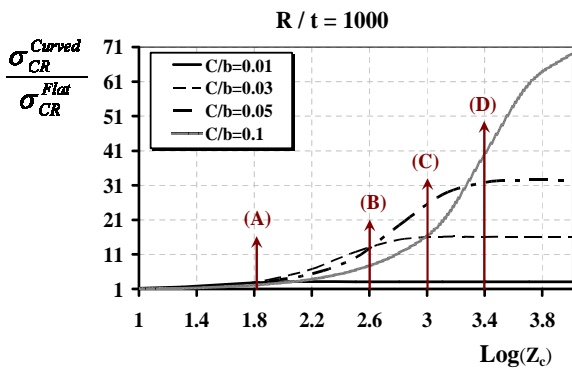 R / t = 1000
σ_CR^Curved
σ_CR^Flat
71
61
51
41
31
21
11
1
C/b=0.01
C/b=0.03
C/b=0.05
C/b=0.1
(A)
(B)
(C)
(D)
1 1.4 1.8 2.2 2.6 3 3.4 3.8
Log(Z_c)